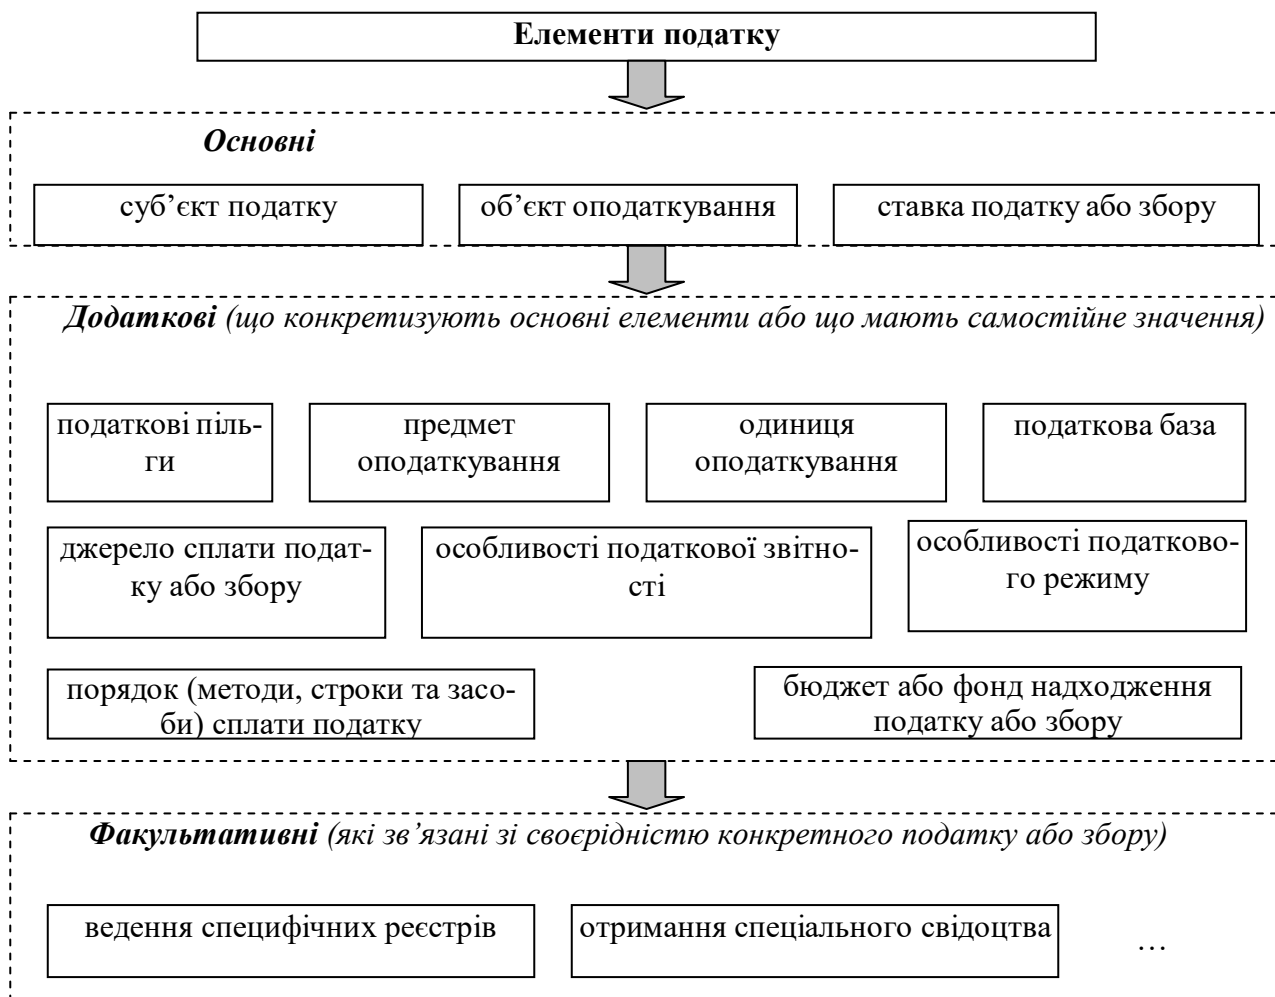 Елементи податку
Основні
суб’єкт податку
об’єкт оподаткування
ставка податку або збору
Додаткові (що конкретизують основні елементи або що мають самостійне значення)
податкові піль-
ги
предмет
оподаткування
одиниця
оподаткування
податкова база
джерело сплати подат-
ку або збору
особливості податкової звітно-
сті
особливості податково-
го режиму
порядок (методи, строки та засо-
би) сплати податку
бюджет або фонд надходження
податку або збору
Факультативні (які зв’язані зі своєрідністю конкретного податку або збору)
ведення специфічних реєстрів
отримання спеціального свідоцтва
…